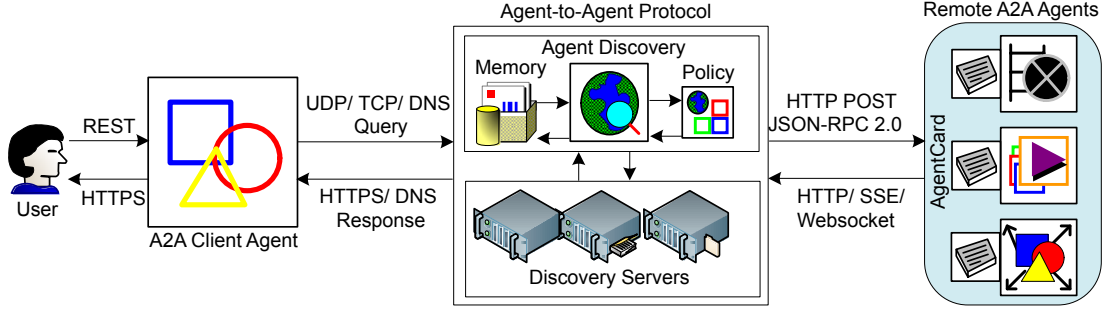 Agent-to-Agent Protocol
Remote A2A Agents
Agent Discovery
Memory
Policy
REST
HTTPS
User
A2A Client Agent
UDP/ TCP/ DNS
Query
HTTPS/ DNS
Response
Discovery Servers
HTTP POST
JSON-RPC 2.0
HTTP/ SSE/
Websocket
AgentCard